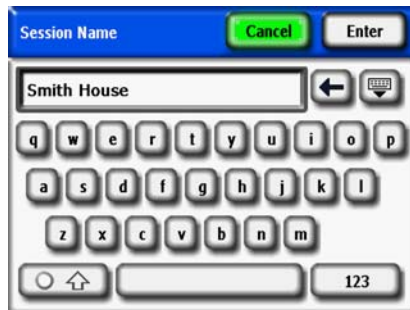 Session Name Cancel Enter
Smith House
q w e r t y u i o p
a s d f g h j k l
z x c v b n m
123